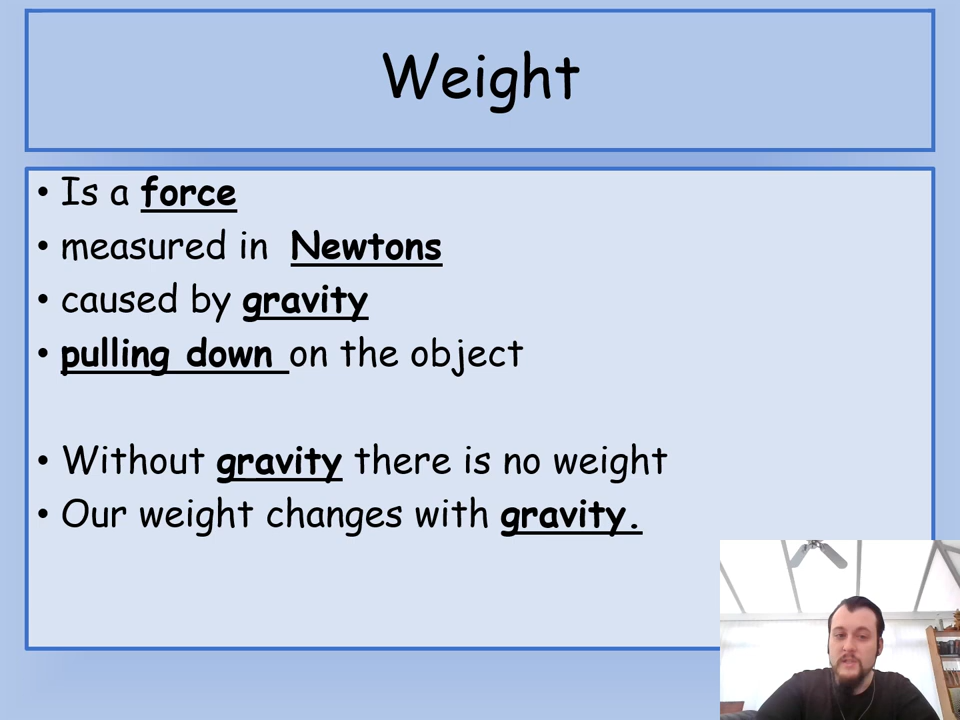 Weight
• Is a force
• measured in Newtons
• caused by gravity
• pulling down on the object
• Without gravity there is no weight
• Our weight changes with gravity.